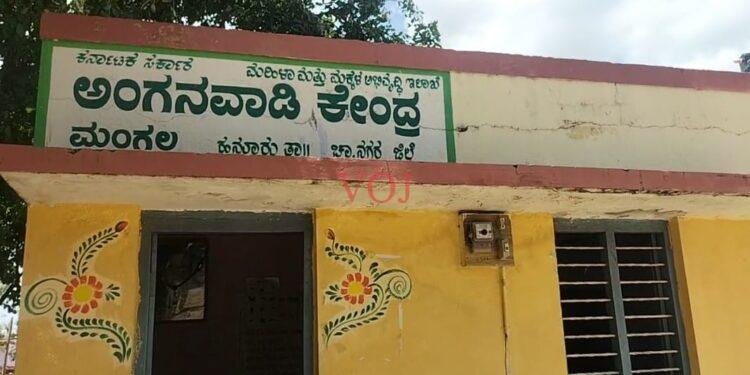 ಕರ್ನಾಟಕ ಸರ್ಕಾರ ಮಹಿಳಾ ಮತ್ತು ಮಕ್ಕಳ ಅಭಿವೃದ್ಧಿ ಇಲಾಖೆ
ಅಂಗನವಾಡಿ ಕೇಂದ್ರ
ಮಂಗಲ ಹನೂರು ತಾ॥ ಚಾ.ನಗರ ಜಿಲ್ಲೆ
VOJ